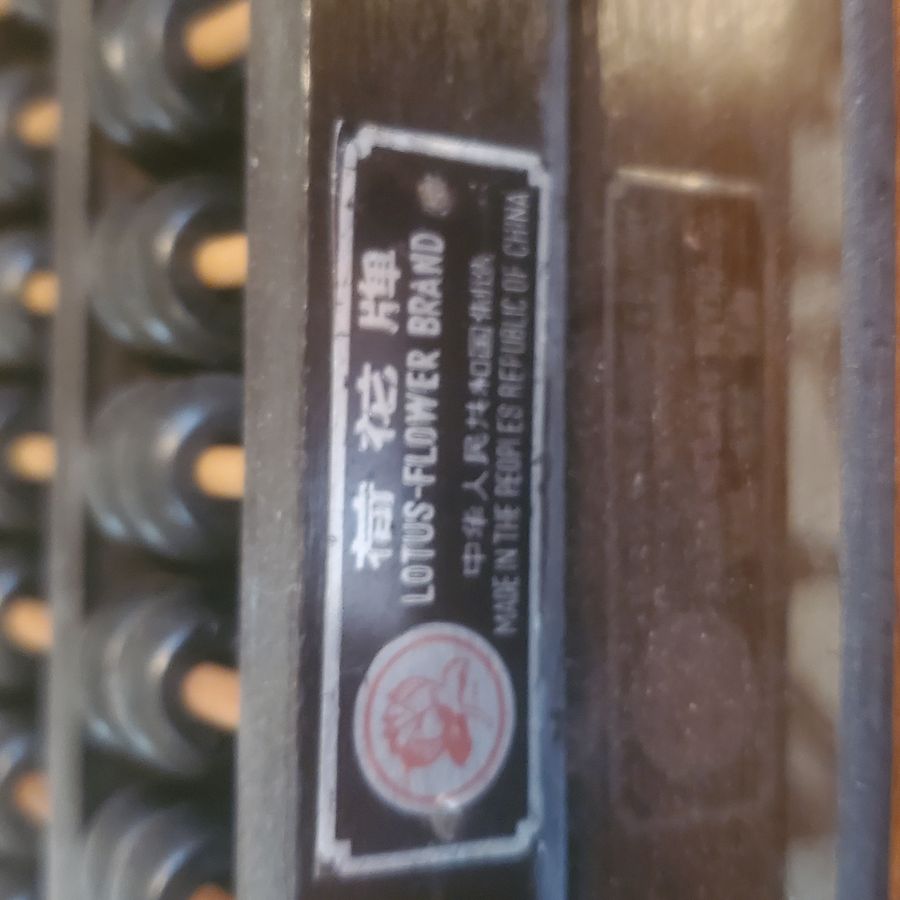 荷花牌
LOTUS-FLOWER BRAND
中华人民共和国制造
MADE IN THE PEOPLES REPUBLIC OF CHINA